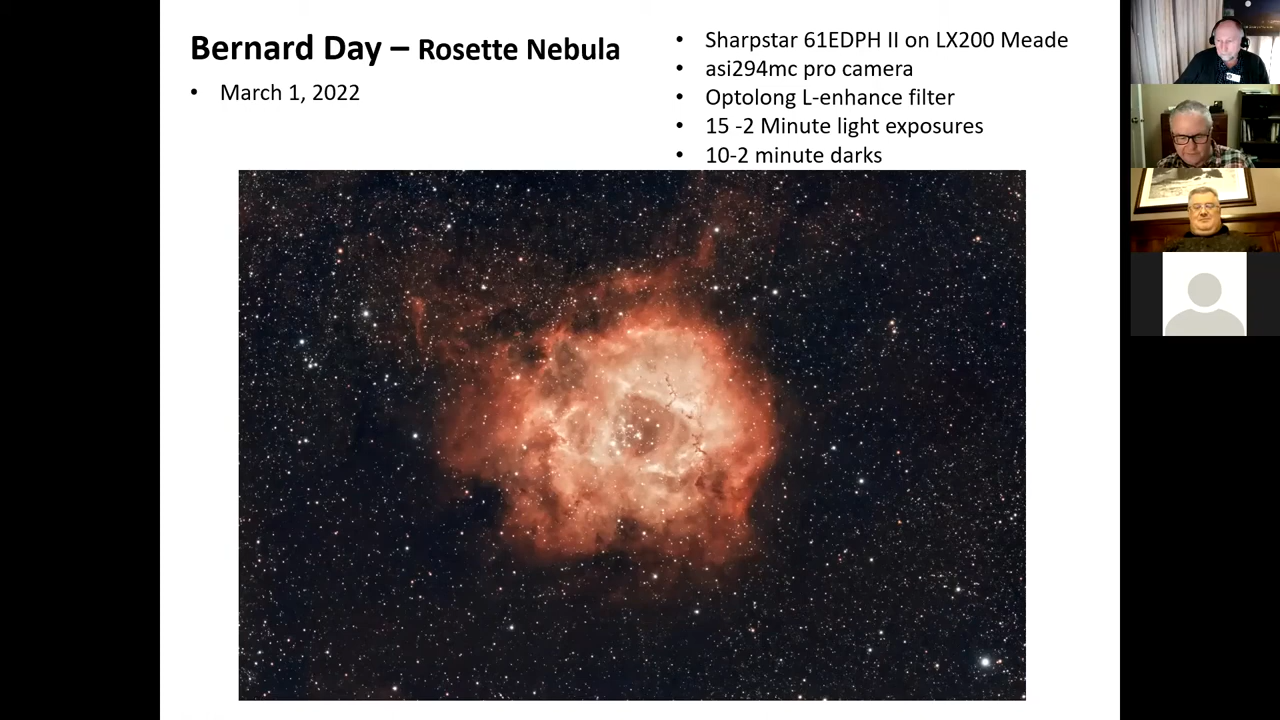 Bernard Day – Rosette Nebula
• March 1, 2022
• Sharpstar 61EDPH II on LX200 Meade
• asi294mc pro camera
• Optolong L-enhance filter
• 15 -2 Minute light exposures
• 10-2 minute darks